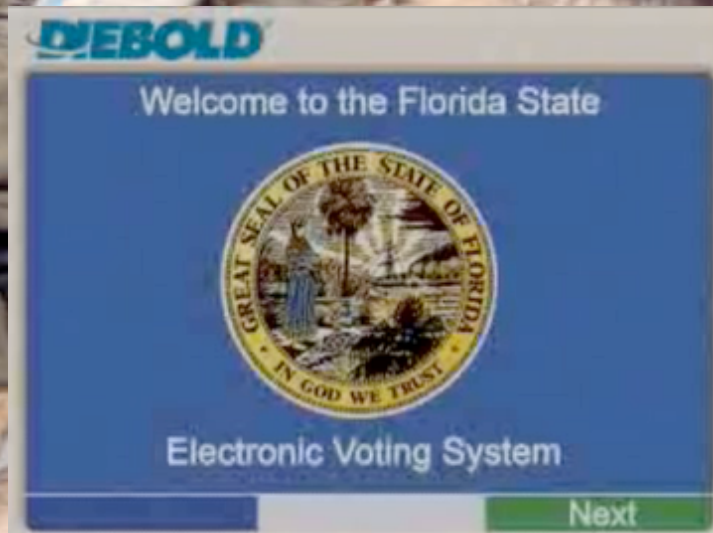 DIEBOLD
Welcome to the Florida State
GREAT SEAL OF THE STATE OF FLORIDA
IN GOD WE TRUST
Electronic Voting System
Next